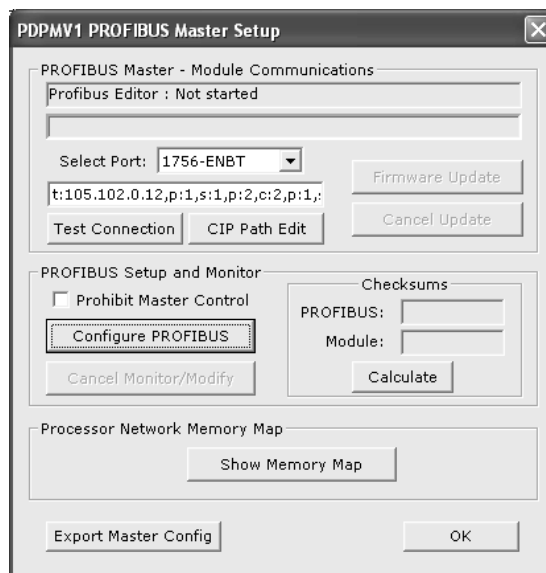 PDPMV1 PROFIBUS Master Setup
PROFIBUS Master - Module Communications
Profibus Editor : Not started
Select Port: 1756-ENBT
Firmware Update
t:105.102.0.12,p:1,s:1,p:2,c:2,p:1,:
Cancel Update
Test Connection
CIP Path Edit
PROFIBUS Setup and Monitor
Checksums
Prohibit Master Control
PROFIBUS:
Configure PROFIBUS
Module:
Cancel Monitor/Modify
Calculate
Processor Network Memory Map
Show Memory Map
Export Master Config
OK